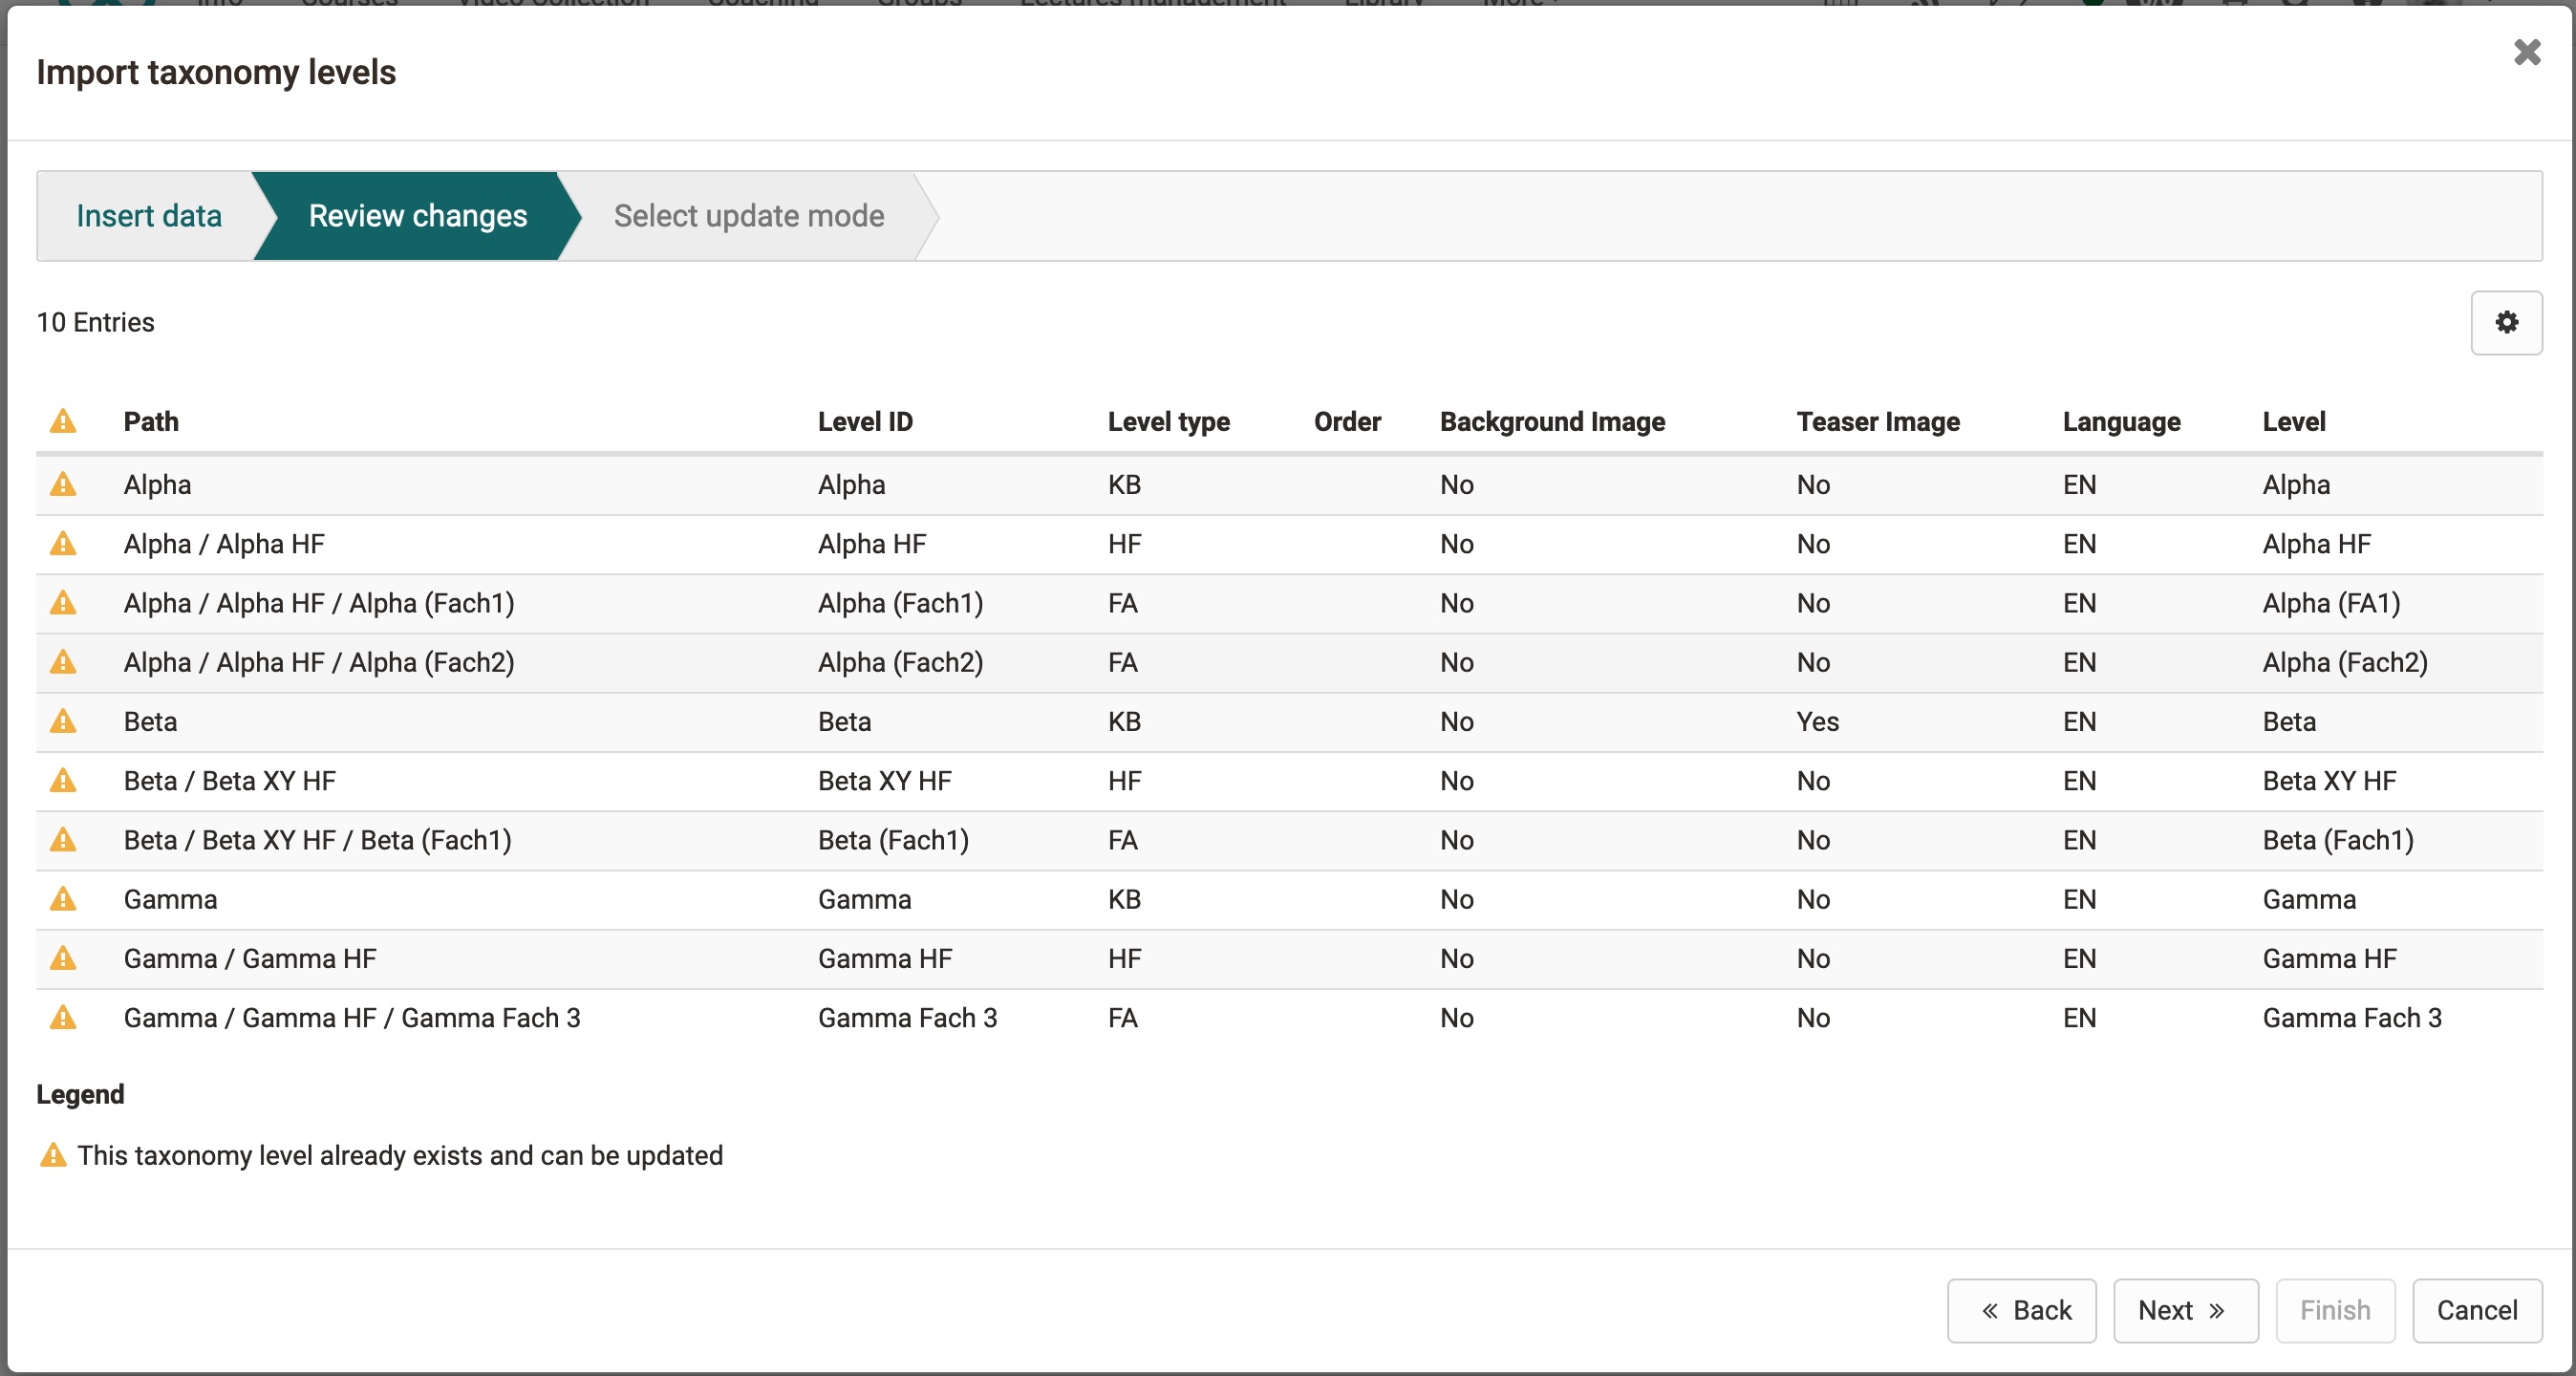 Import taxonomy levels
Insert data Review changes Select update mode
10 Entries
Path Level ID Level type Order Background Image Teaser Image Language Level
Alpha Alpha KB No No EN Alpha
Alpha / Alpha HF Alpha HF HF No No EN Alpha HF
Alpha / Alpha HF / Alpha (Fach1) Alpha (Fach1) FA No No EN Alpha (FA1)
Alpha / Alpha HF / Alpha (Fach2) Alpha (Fach2) FA No No EN Alpha (Fach2)
Beta Beta KB No Yes EN Beta
Beta / Beta XY HF Beta XY HF HF No No EN Beta XY HF
Beta / Beta XY HF / Beta (Fach1) Beta (Fach1) FA No No EN Beta (Fach1)
Gamma Gamma KB No No EN Gamma
Gamma / Gamma HF Gamma HF HF No No EN Gamma HF
Gamma / Gamma HF / Gamma Fach 3 Gamma Fach 3 FA No No EN Gamma Fach 3
Legend
This taxonomy level already exists and can be updated
« Back Next » Finish Cancel